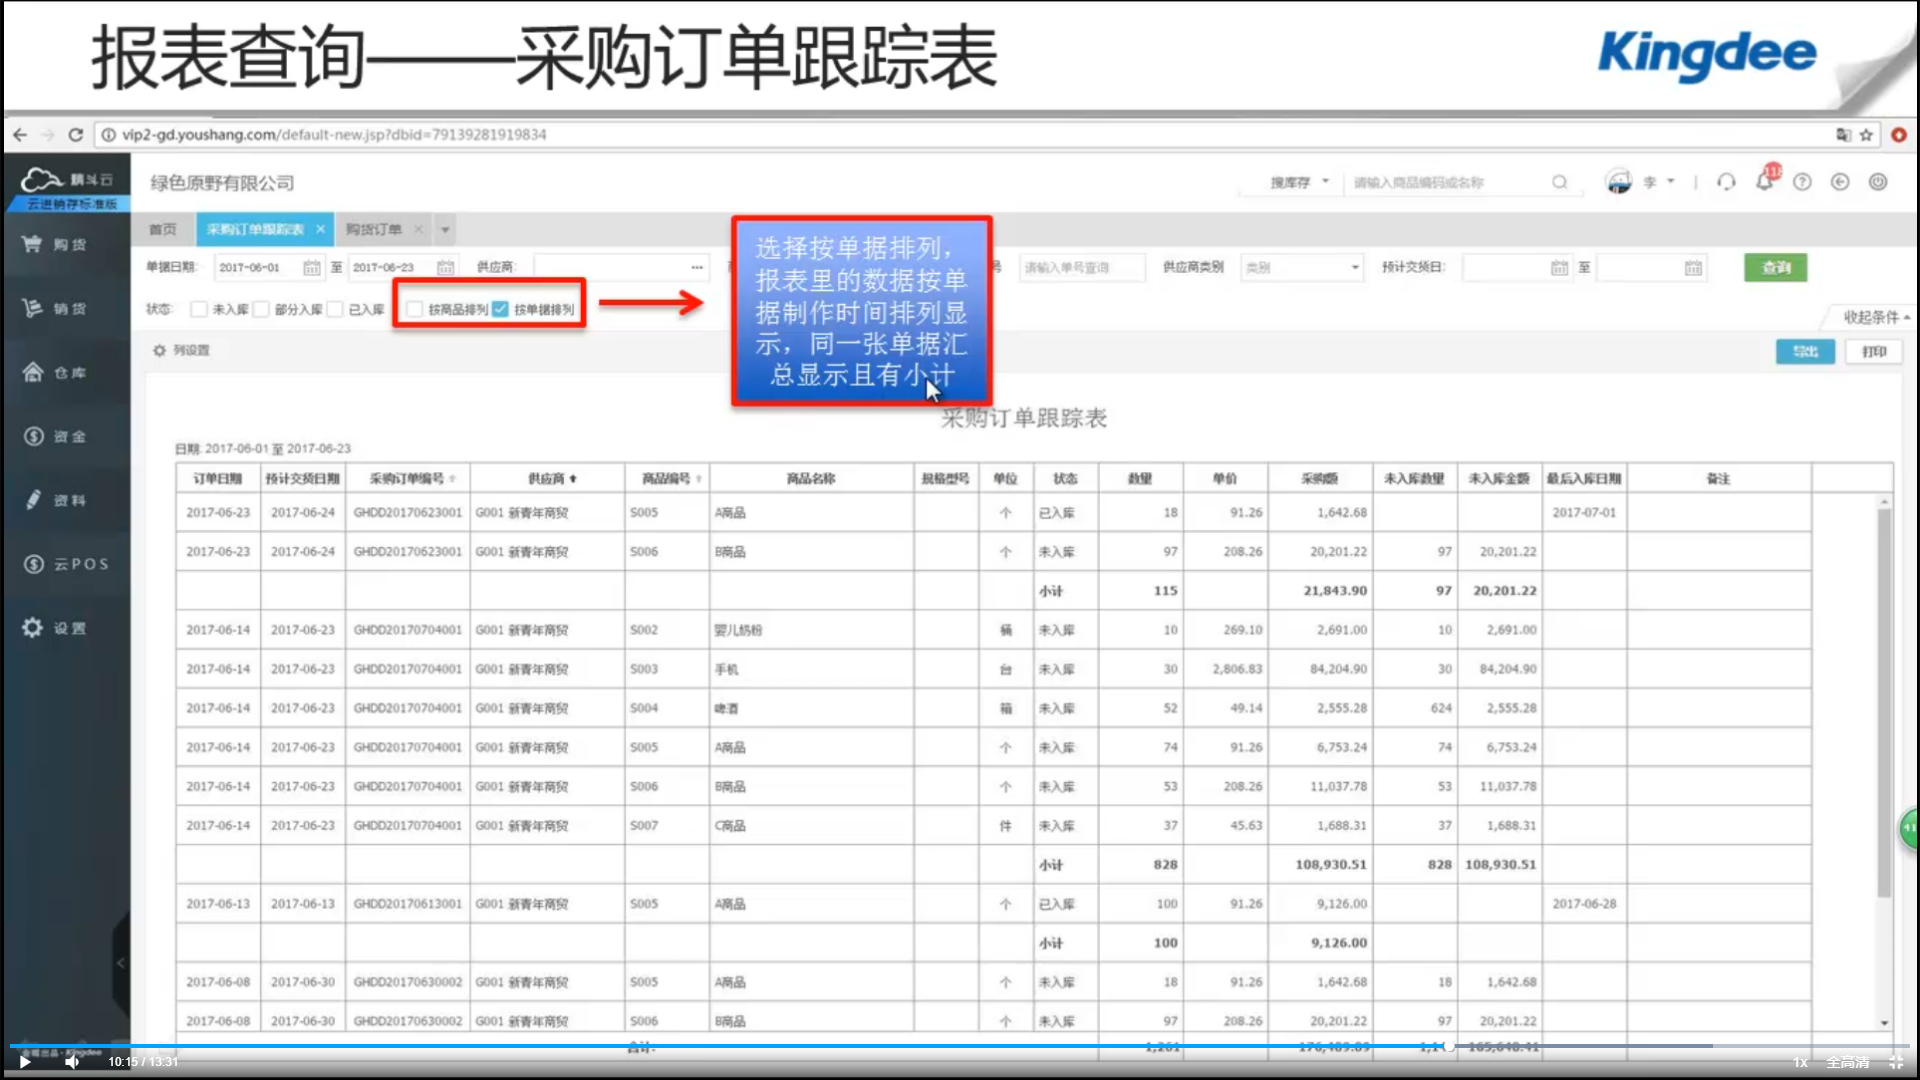 报表查询——采购订单跟踪表
Kingdee
vip2-gd.youshang.com/default-new.jsp?dbid=79139281919834
精斗云
云进销存标准版
绿色原野有限公司
搜库存 请输入商品编码或名称 李 118
首页 采购订单跟踪表 × 购货订单 ×
购货
销货
仓库
资金
资料
云POS
设置
单据日期: 2017-06-01 至 2017-06-23 供应商: 号 请输入单号查询 供应商类别 类别 预计交货日: 至 查询
状态: 未入库 部分入库 已入库 按商品排列 按单据排列
收起条件
列设置
导出 打印
选择按单据排列,
报表里的数据按单
据制作时间排列显
示,同一张单据汇
总显示且有小计
采购订单跟踪表
日期: 2017-06-01 至 2017-06-23
订单日期 预计交货日期 采购订单编号 供应商 商品编号 商品名称 规格型号 单位 状态 数量 单价 采购额 未入库数量 未入库金额 最后入库日期 备注
2017-06-23 2017-06-24 GHDD20170623001 G001 新青年商贸 S005 A商品 个 已入库 18 91.26 1,642.68 2017-07-01
2017-06-23 2017-06-24 GHDD20170623001 G001 新青年商贸 S006 B商品 个 未入库 97 208.26 20,201.22 97 20,201.22
小计 115 21,843.90 97 20,201.22
2017-06-14 2017-06-23 GHDD20170704001 G001 新青年商贸 S002 婴儿奶粉 桶 未入库 10 269.10 2,691.00 10 2,691.00
2017-06-14 2017-06-23 GHDD20170704001 G001 新青年商贸 S003 手机 台 未入库 30 2,806.83 84,204.90 30 84,204.90
2017-06-14 2017-06-23 GHDD20170704001 G001 新青年商贸 S004 啤酒 箱 未入库 52 49.14 2,555.28 624 2,555.28
2017-06-14 2017-06-23 GHDD20170704001 G001 新青年商贸 S005 A商品 个 未入库 74 91.26 6,753.24 74 6,753.24
2017-06-14 2017-06-23 GHDD20170704001 G001 新青年商贸 S006 B商品 个 未入库 53 208.26 11,037.78 53 11,037.78
2017-06-14 2017-06-23 GHDD20170704001 G001 新青年商贸 S007 C商品 件 未入库 37 45.63 1,688.31 37 1,688.31
小计 828 108,930.51 828 108,930.51
2017-06-13 2017-06-13 GHDD20170613001 G001 新青年商贸 S005 A商品 个 已入库 100 91.26 9,126.00 2017-06-28
小计 100 9,126.00
2017-06-08 2017-06-30 GHDD20170630002 G001 新青年商贸 S005 A商品 个 未入库 18 91.26 1,642.68 18 1,642.68
2017-06-08 2017-06-30 GHDD20170630002 G001 新青年商贸 S006 B商品 个 未入库 97 208.26 20,201.22 97 20,201.22
合计: 1,261 176,489.89 165,648.41
41
10:15 / 13:31 1x 全高清